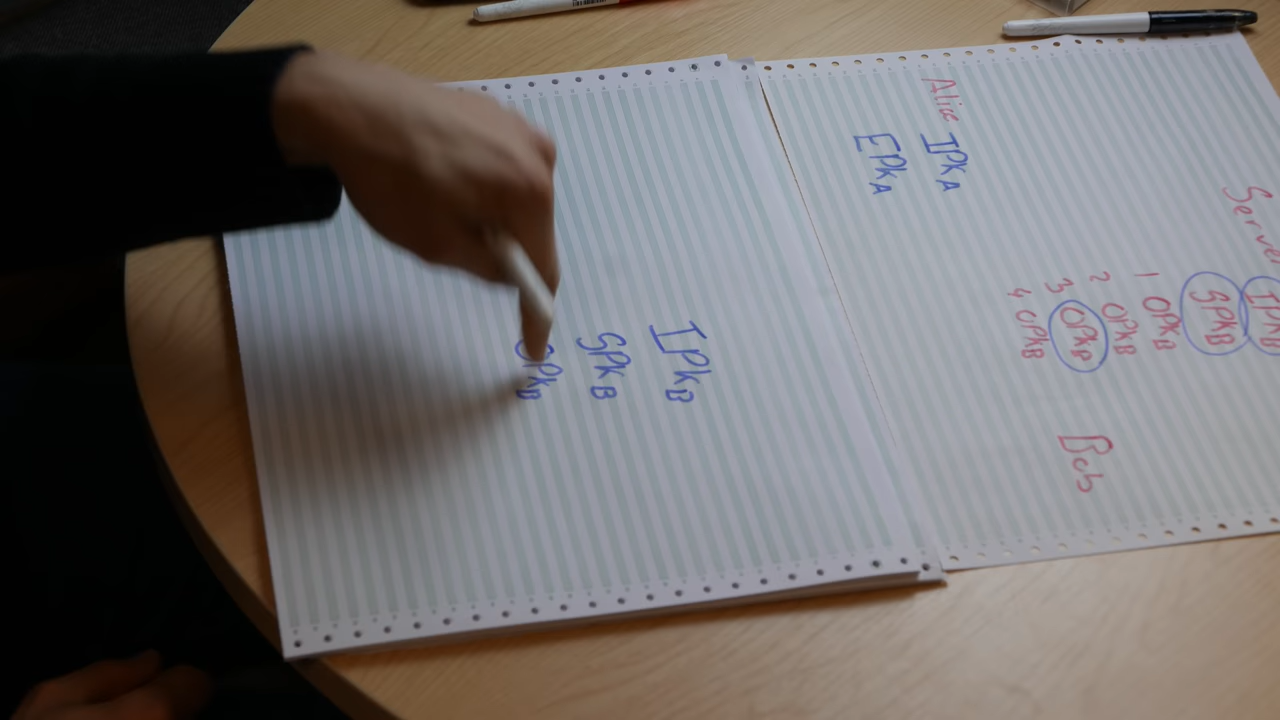 Server
IPKB
SPKB
1 OPKB
2 OPKB
3 OPKB
4 OPKB
Bob
Alice IPKA
EPKA
IPKB
SPKB
OPKB